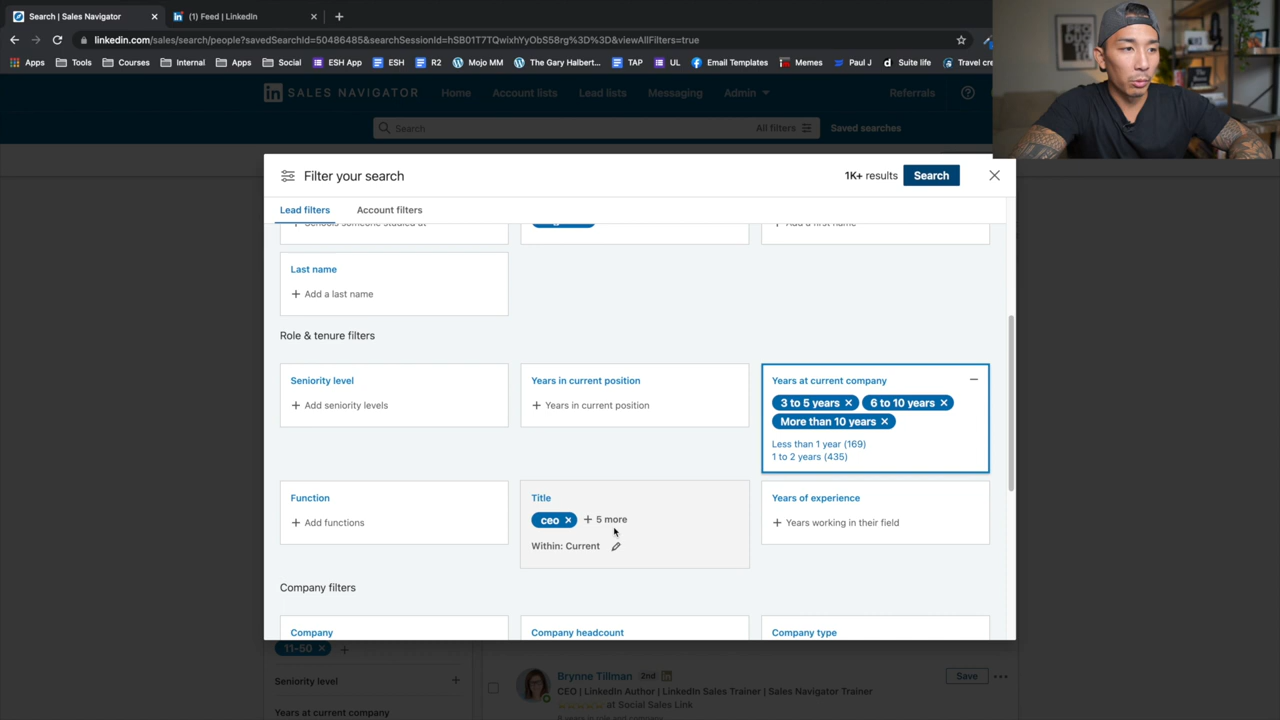 Search | Sales Navigator
(1) Feed | LinkedIn
linkedin.com/sales/search/people?savedSearchId=50486485&searchSessionId=hSB01T7TQwixhYyObS58rg%3D%3D&viewAllFilters=true
Apps
Tools
Courses
Internal
Apps
Social
ESH App
ESH
R2
Mojo MM
The Gary Halbert...
TAP
UL
Email Templates
Memes
Paul J
Suite life
Travel cre
in SALES NAVIGATOR
Home
Account lists
Lead lists
Messaging
Admin
Referrals
Search
All filters
Saved searches
Filter your search
1K+ results
Search
Lead filters
Account filters
+ Add a first name
Last name
+ Add a last name
Role & tenure filters
Seniority level
+ Add seniority levels
Years in current position
+ Years in current position
Years at current company
3 to 5 years
6 to 10 years
More than 10 years
Less than 1 year (169)
1 to 2 years (435)
Function
+ Add functions
Title
ceo
+ 5 more
Within: Current
Years of experience
+ Years working in their field
Company filters
Company
Company headcount
Company type
11-50
Seniority level
Years at current company
Brynne Tillman 2nd
Save
CEO | LinkedIn Author | LinkedIn Sales Trainer | Sales Navigator Trainer
at Social Sales Link